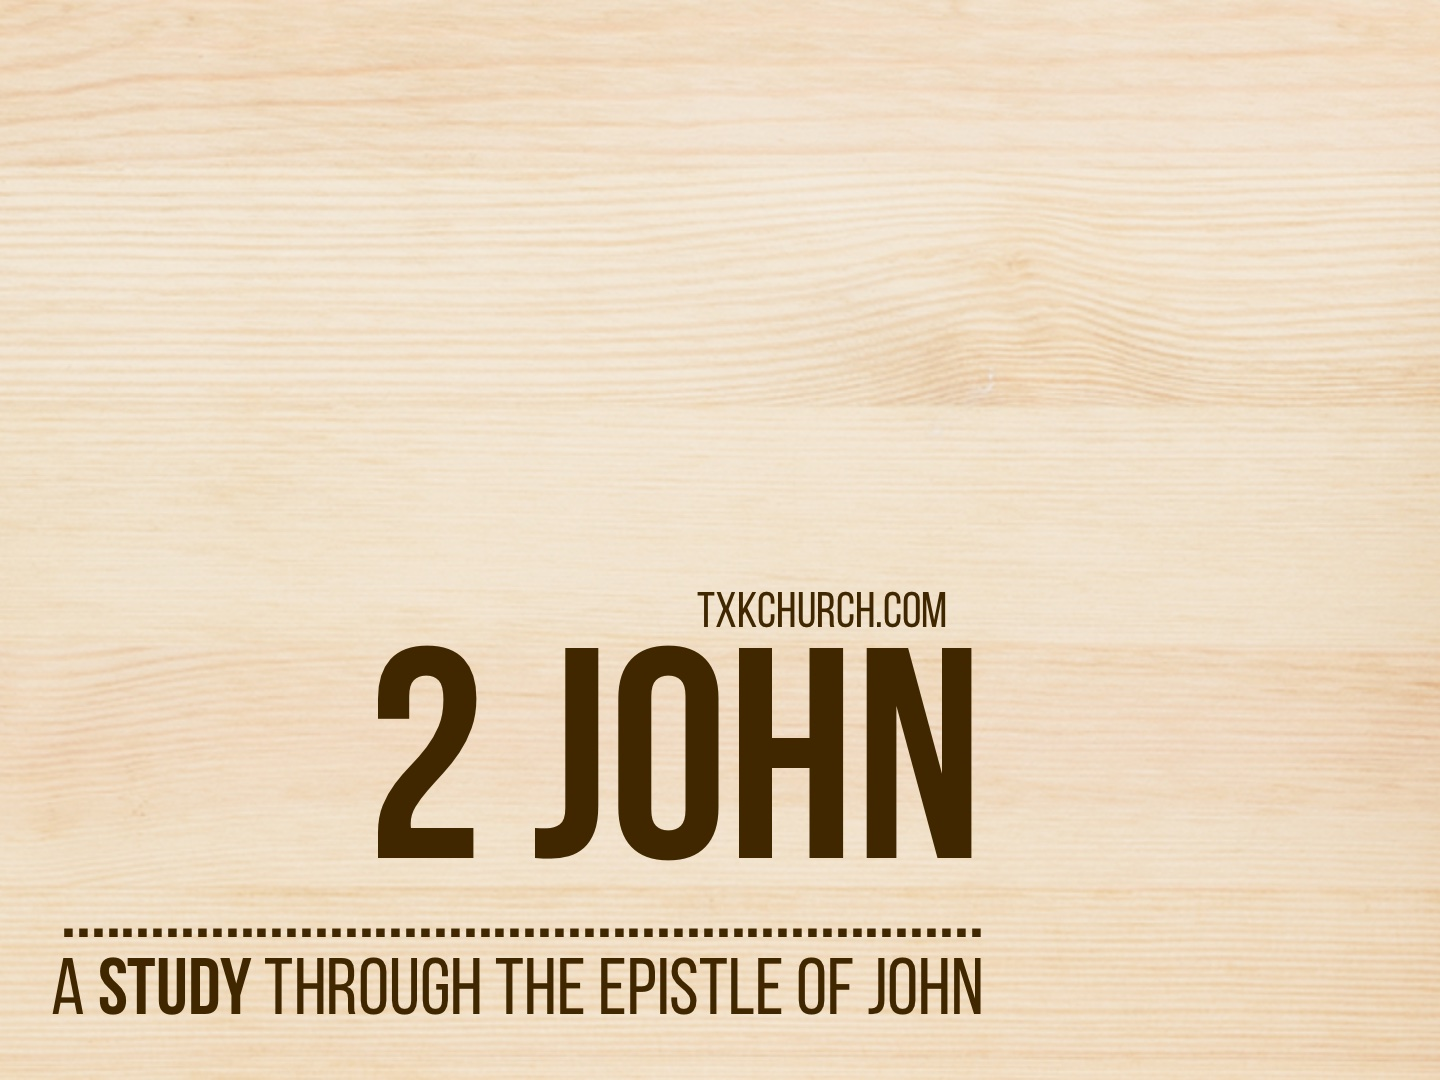 TXKCHURCH.COM
2 JOHN
A STUDY THROUGH THE EPISTLE OF JOHN